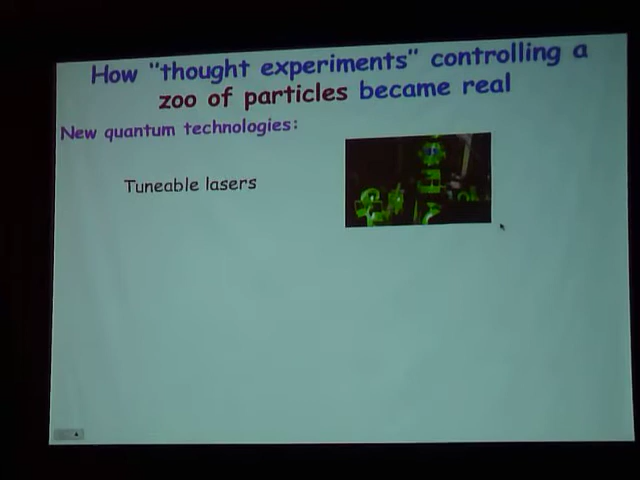 How "thought experiments" controlling a
zoo of particles became real
New quantum technologies:
Tuneable lasers